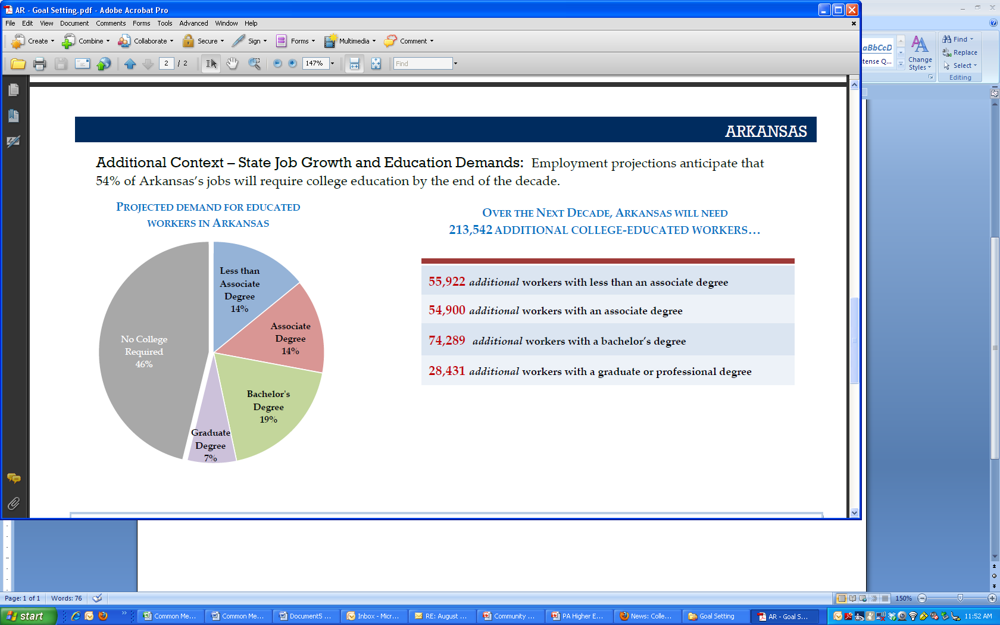 AR - Goal Setting.pdf - Adobe Acrobat Pro
File Edit View Document Comments Forms Tools Advanced Window Help
Create Combine Collaborate Secure Sign Forms Multimedia Comment
2 / 2 147% Find
aBbCcD
tense Q...
Change
Styles
Find
Replace
Select
Editing
ARKANSAS
Additional Context – State Job Growth and Education Demands: Employment projections anticipate that
54% of Arkansas’s jobs will require college education by the end of the decade.
PROJECTED DEMAND FOR EDUCATED
WORKERS IN ARKANSAS
Less than
Associate
Degree
14%
Associate
Degree
14%
Bachelor's
Degree
19%
Graduate
Degree
7%
No College
Required
46%
OVER THE NEXT DECADE, ARKANSAS WILL NEED
213,542 ADDITIONAL COLLEGE-EDUCATED WORKERS…
55,922 additional workers with less than an associate degree
54,900 additional workers with an associate degree
74,289 additional workers with a bachelor’s degree
28,431 additional workers with a graduate or professional degree
Page: 1 of 1 Words: 76 150%
start Common Me... Common Me... Document5 ... Inbox - Micr... RE: August ... Community ... PA Higher E... News: Colle... Goal Setting AR - Goal S... 11:52 AM